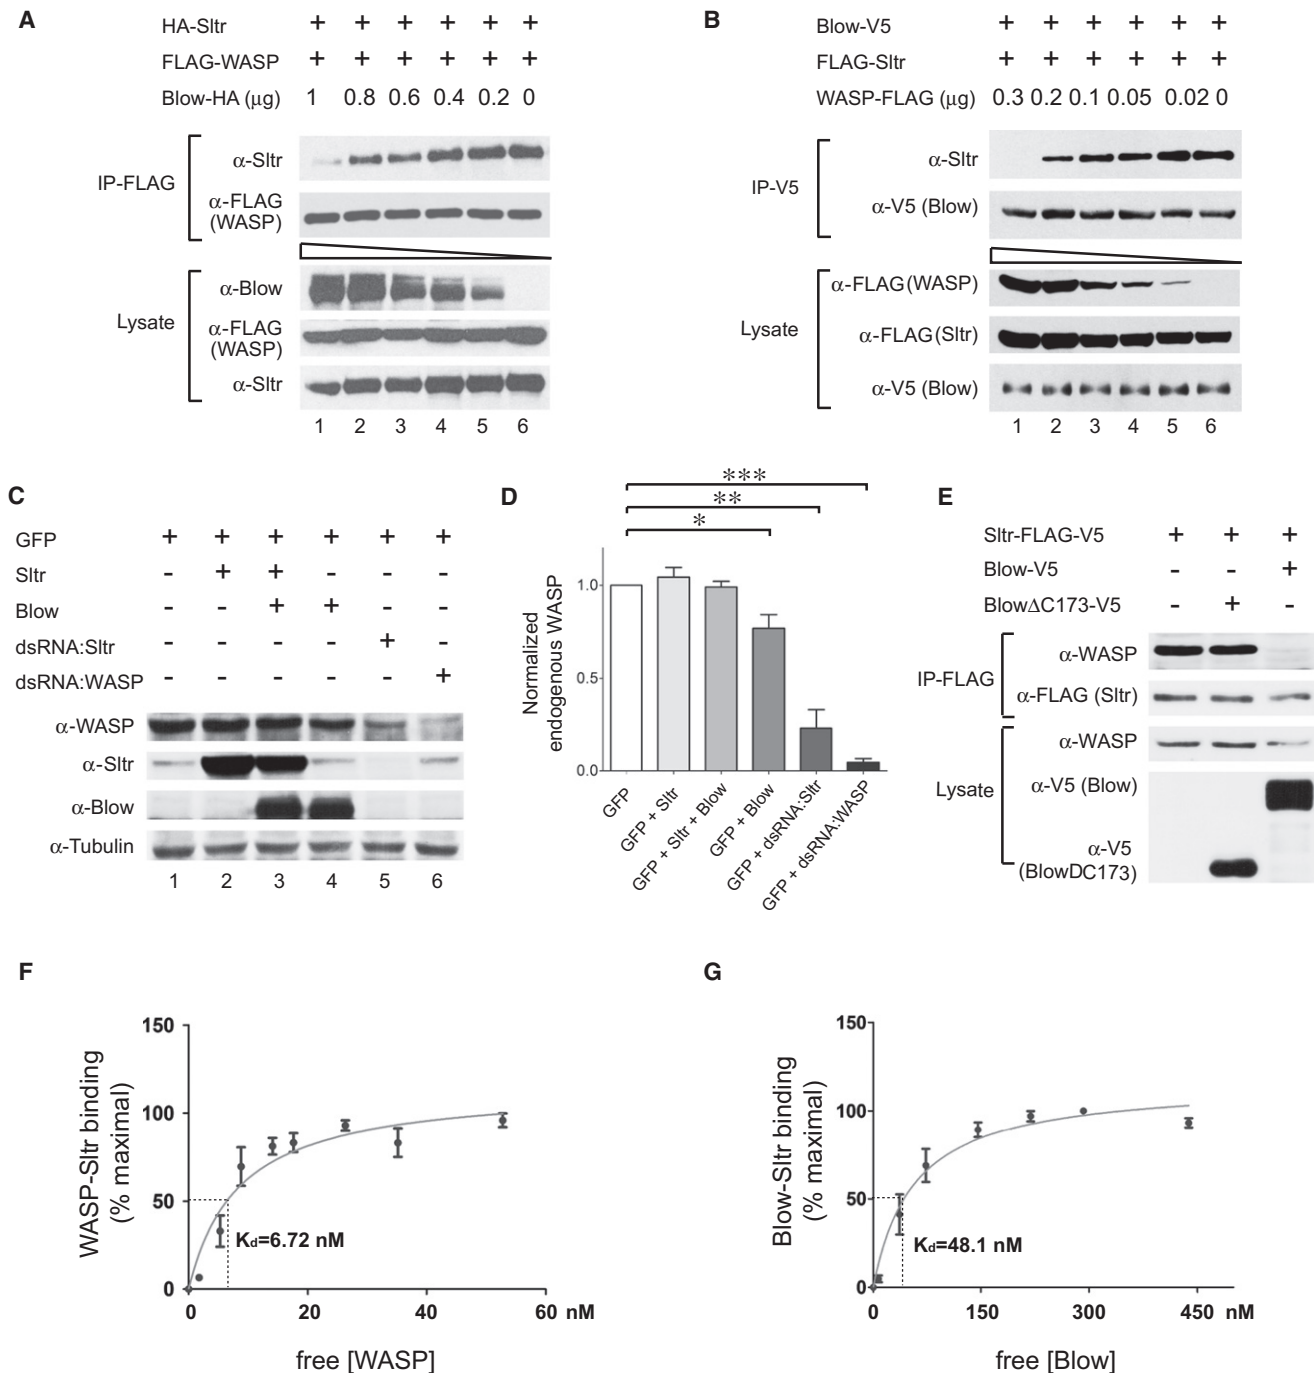 A
HA-Sltr + + + + + +
FLAG-WASP + + + + + +
Blow-HA (μg) 1 0.8 0.6 0.4 0.2 0
IP-FLAG
α-Sltr
α-FLAG
(WASP)
Lysate
α-Blow
α-FLAG
(WASP)
α-Sltr
1 2 3 4 5 6
B
Blow-V5 + + + + + +
FLAG-Sltr + + + + + +
WASP-FLAG (μg) 0.3 0.2 0.1 0.05 0.02 0
IP-V5
α-Sltr
α-V5 (Blow)
Lysate
α-FLAG (WASP)
α-FLAG (Sltr)
α-V5 (Blow)
1 2 3 4 5 6
C
GFP + + + + + +
Sltr - + + - - -
Blow - - + + - -
dsRNA:Sltr - - - - + -
dsRNA:WASP - - - - - +
α-WASP
α-Sltr
α-Blow
α-Tubulin
1 2 3 4 5 6
D
***
**
*
Normalized
endogenous WASP
1.0
0.5
0.0
GFP
GFP + Sltr
GFP + Sltr + Blow
GFP + Blow
GFP + dsRNA:Sltr
GFP + dsRNA:WASP
E
Sltr-FLAG-V5 + + +
Blow-V5 - - +
BlowΔC173-V5 - + -
IP-FLAG
α-WASP
α-FLAG (Sltr)
Lysate
α-WASP
α-V5 (Blow)
α-V5
(BlowDC173)
F
WASP-Sltr binding
(% maximal)
150
100
50
0
Kd=6.72 nM
0 20 40 60 nM
free [WASP]
G
Blow-Sltr binding
(% maximal)
150
100
50
0
Kd=48.1 nM
0 150 300 450 nM
free [Blow]